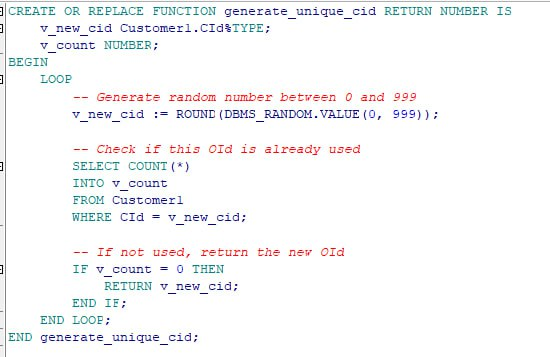 CREATE OR REPLACE FUNCTION generate_unique_cid RETURN NUMBER IS
    v_new_cid Customer1.CId%TYPE;
    v_count NUMBER;
BEGIN
    LOOP
        -- Generate random number between 0 and 999
        v_new_cid := ROUND(DBMS_RANDOM.VALUE(0, 999));

        -- Check if this OId is already used
        SELECT COUNT(*)
        INTO v_count
        FROM Customer1
        WHERE CId = v_new_cid;

        -- If not used, return the new OId
        IF v_count = 0 THEN
            RETURN v_new_cid;
        END IF;
    END LOOP;
END generate_unique_cid;